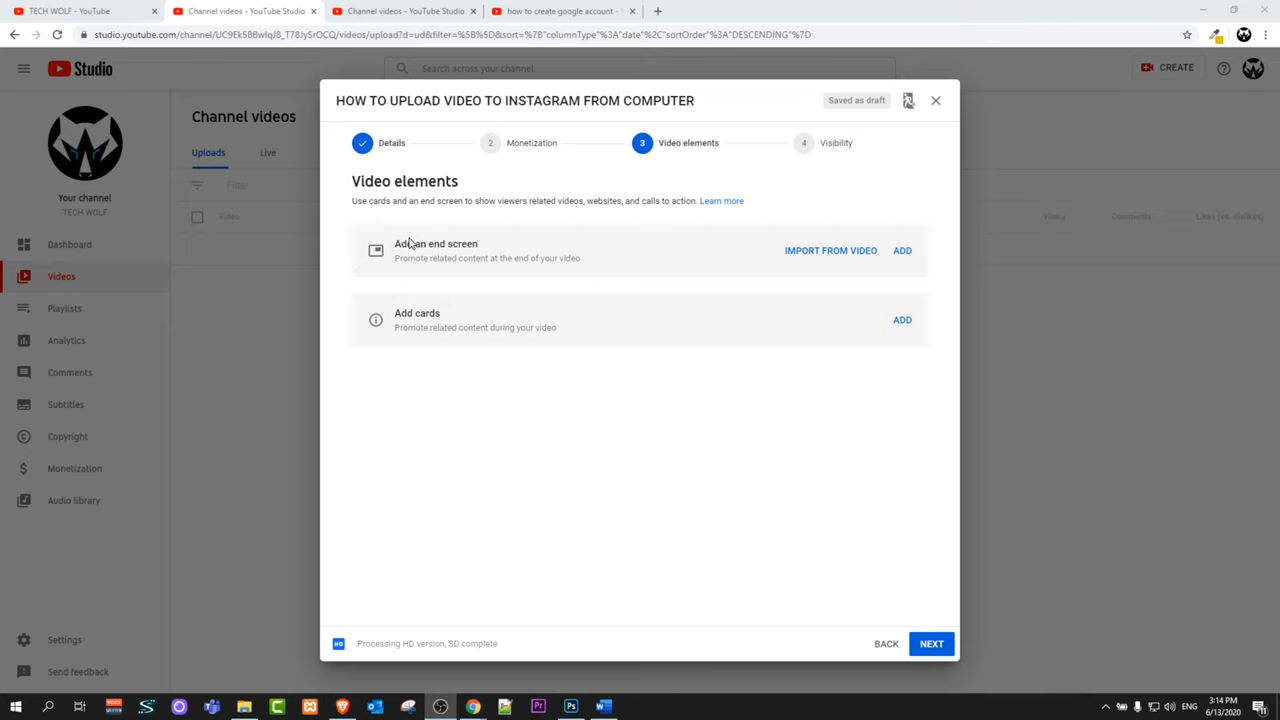 TECH WOLF - YouTube
Channel videos - YouTube Studio
Channel videos - YouTube Studio
how to create google account -
studio.youtube.com/channel/UC9Ek5BBwIqJ8_T78JySrOCQ/videos/upload?d=ud&filter=%5B%5D&sort=%7B"columnType"%3A"date"%2C"sortOrder"%3A"DESCENDING"%7D
Studio
Search across your channel
CREATE
HOW TO UPLOAD VIDEO TO INSTAGRAM FROM COMPUTER
Saved as draft
Channel videos
Details
2
Monetization
3
Video elements
4
Visibility
Uploads
Live
Video elements
Filter
Use cards and an end screen to show viewers related videos, websites, and calls to action. Learn more
Your channel
TECH WOLF
Video
Views
Comments
Likes (vs. dislikes)
Dashboard
Add an end screen
Promote related content at the end of your video
IMPORT FROM VIDEO
ADD
Videos
Playlists
Add cards
Promote related content during your video
ADD
Analytics
Comments
Subtitles
Copyright
Monetization
Audio library
Settings
Send feedback
HD
Processing HD version, SD complete
BACK
NEXT
ENG
3:14 PM
6/13/2020